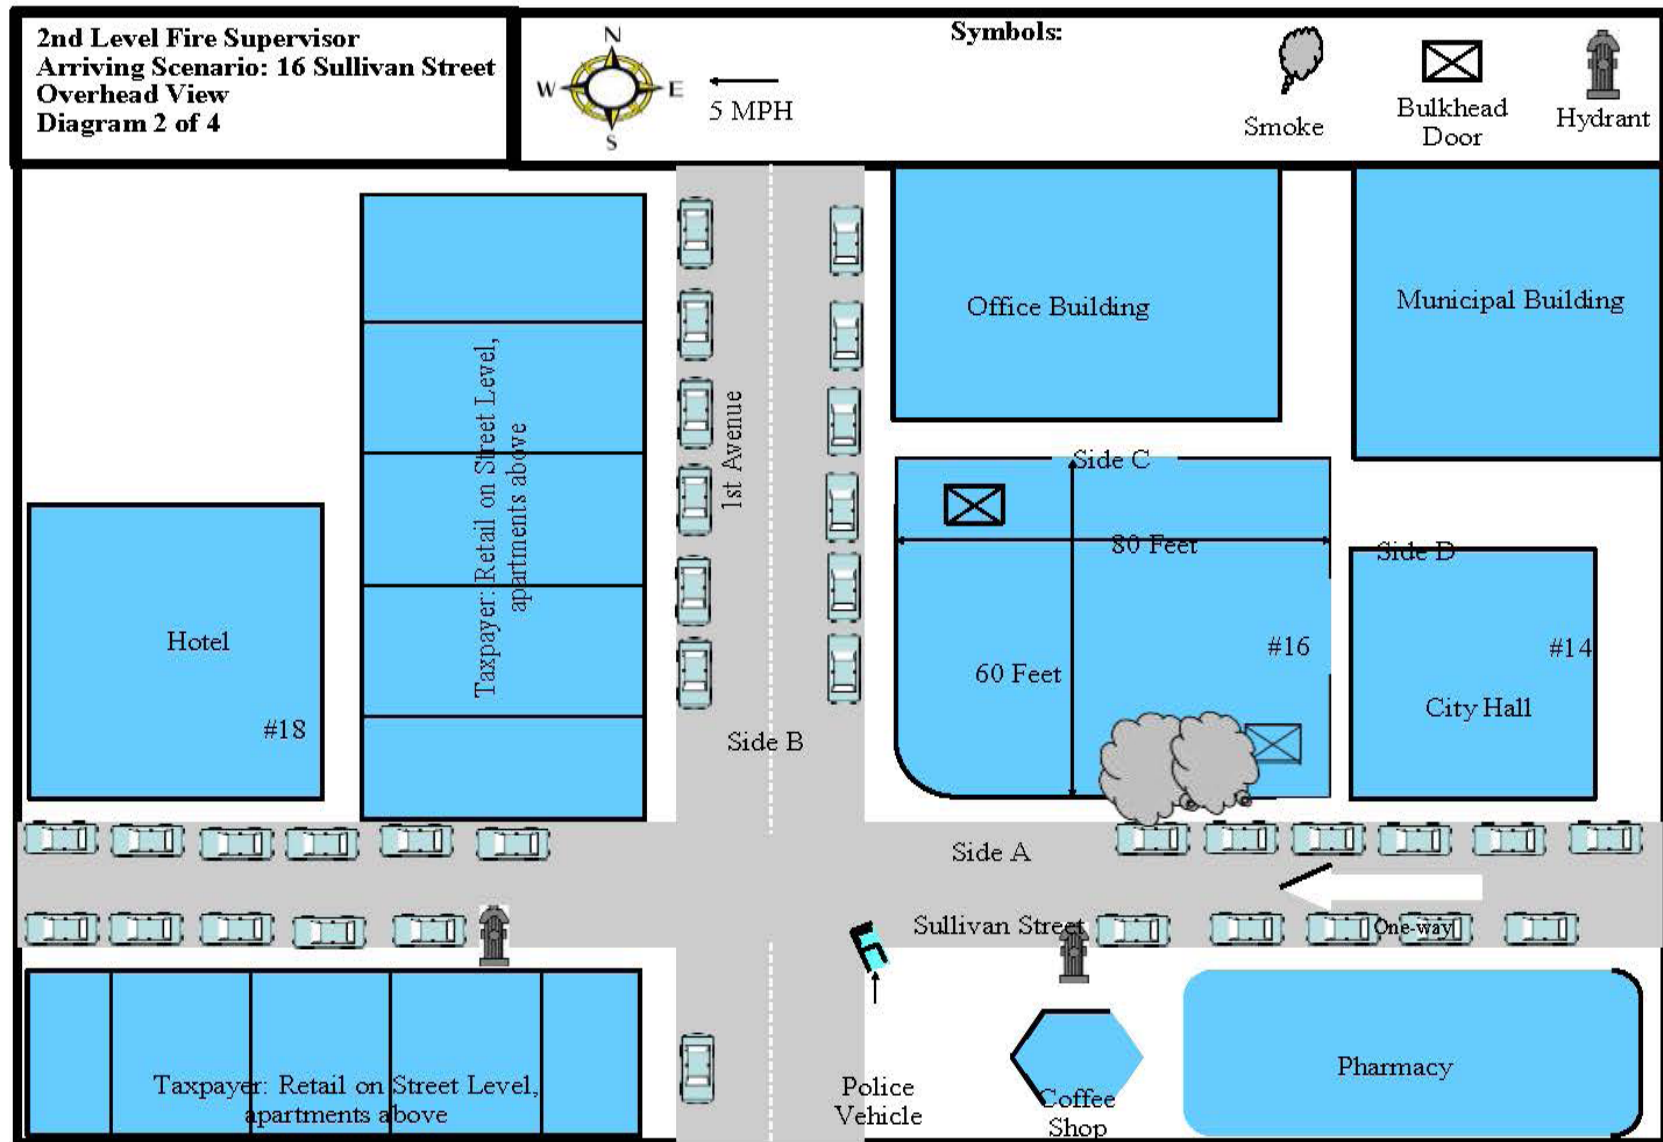 2nd Level Fire Supervisor
Arriving Scenario: 16 Sullivan Street
Overhead View
Diagram 2 of 4
N
W
E
S
5 MPH
Symbols:
Smoke
Bulkhead
Door
Hydrant
Taxpayer: Retail on Street Level,
apartments above
1st Avenue
Office Building
Municipal Building
Side C
80 Feet
Side D
Hotel
#18
60 Feet
#16
#14
City Hall
Side B
Side A
Sullivan Street
One-way
Taxpayer: Retail on Street Level,
apartments above
Police
Vehicle
Coffee
Shop
Pharmacy